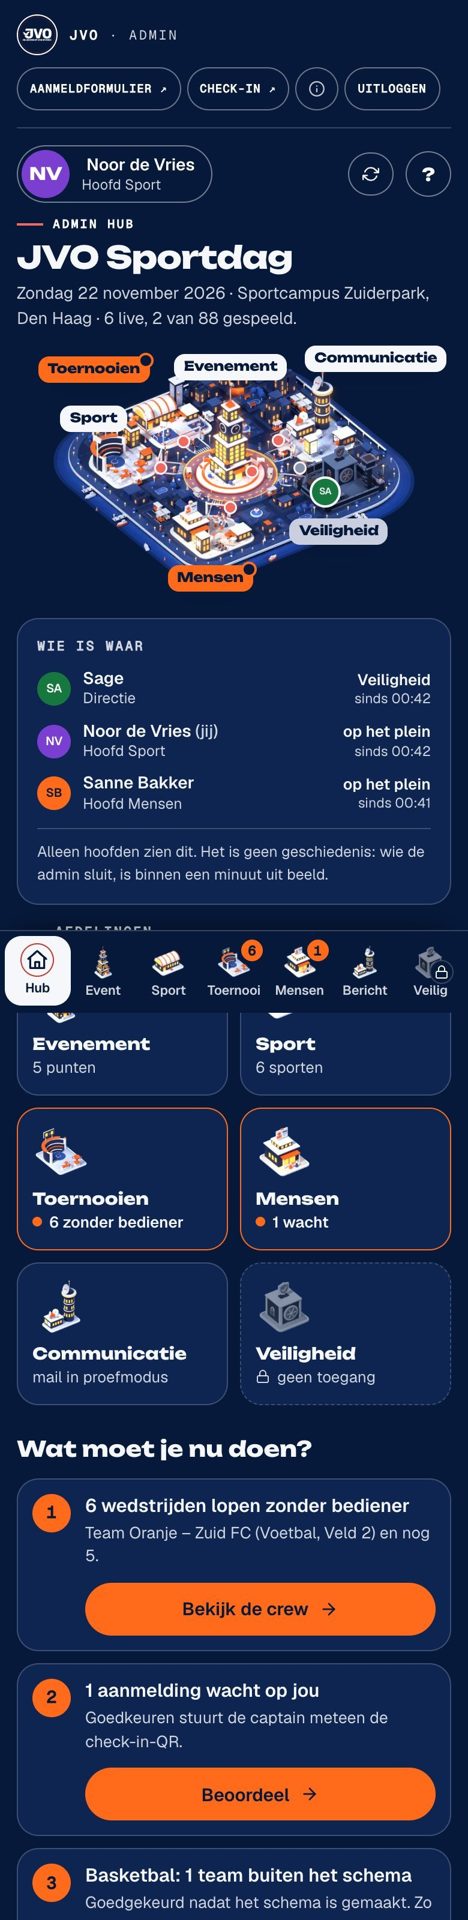 JVO
JVO · ADMIN
AANMELDFORMULIER ↗
CHECK-IN ↗
UITLOGGEN
NV
Noor de Vries
Hoofd Sport
?
ADMIN HUB
JVO Sportdag
Zondag 22 november 2026 · Sportcampus Zuiderpark,
Den Haag · 6 live, 2 van 88 gespeeld.
Toernooien
Evenement
Communicatie
Sport
SA
Veiligheid
Mensen
WIE IS WAAR
SA
Sage
Directie
Veiligheid
sinds 00:42
NV
Noor de Vries (jij)
Hoofd Sport
op het plein
sinds 00:42
SB
Sanne Bakker
Hoofd Mensen
op het plein
sinds 00:41
Alleen hoofden zien dit. Het is geen geschiedenis: wie de
admin sluit, is binnen een minuut uit beeld.
Hub
Event
Sport
6
Toernooi
1
Mensen
Bericht
Veilig
Evenement
5 punten
Sport
6 sporten
Toernooien
6 zonder bediener
Mensen
1 wacht
Communicatie
mail in proefmodus
Veiligheid
geen toegang
Wat moet je nu doen?
1
6 wedstrijden lopen zonder bediener
Team Oranje – Zuid FC (Voetbal, Veld 2) en nog
5.
Bekijk de crew →
2
1 aanmelding wacht op jou
Goedkeuren stuurt de captain meteen de
check-in-QR.
Beoordeel →
3
Basketbal: 1 team buiten het schema
Goedgekeurd nadat het schema is gemaakt. Zo